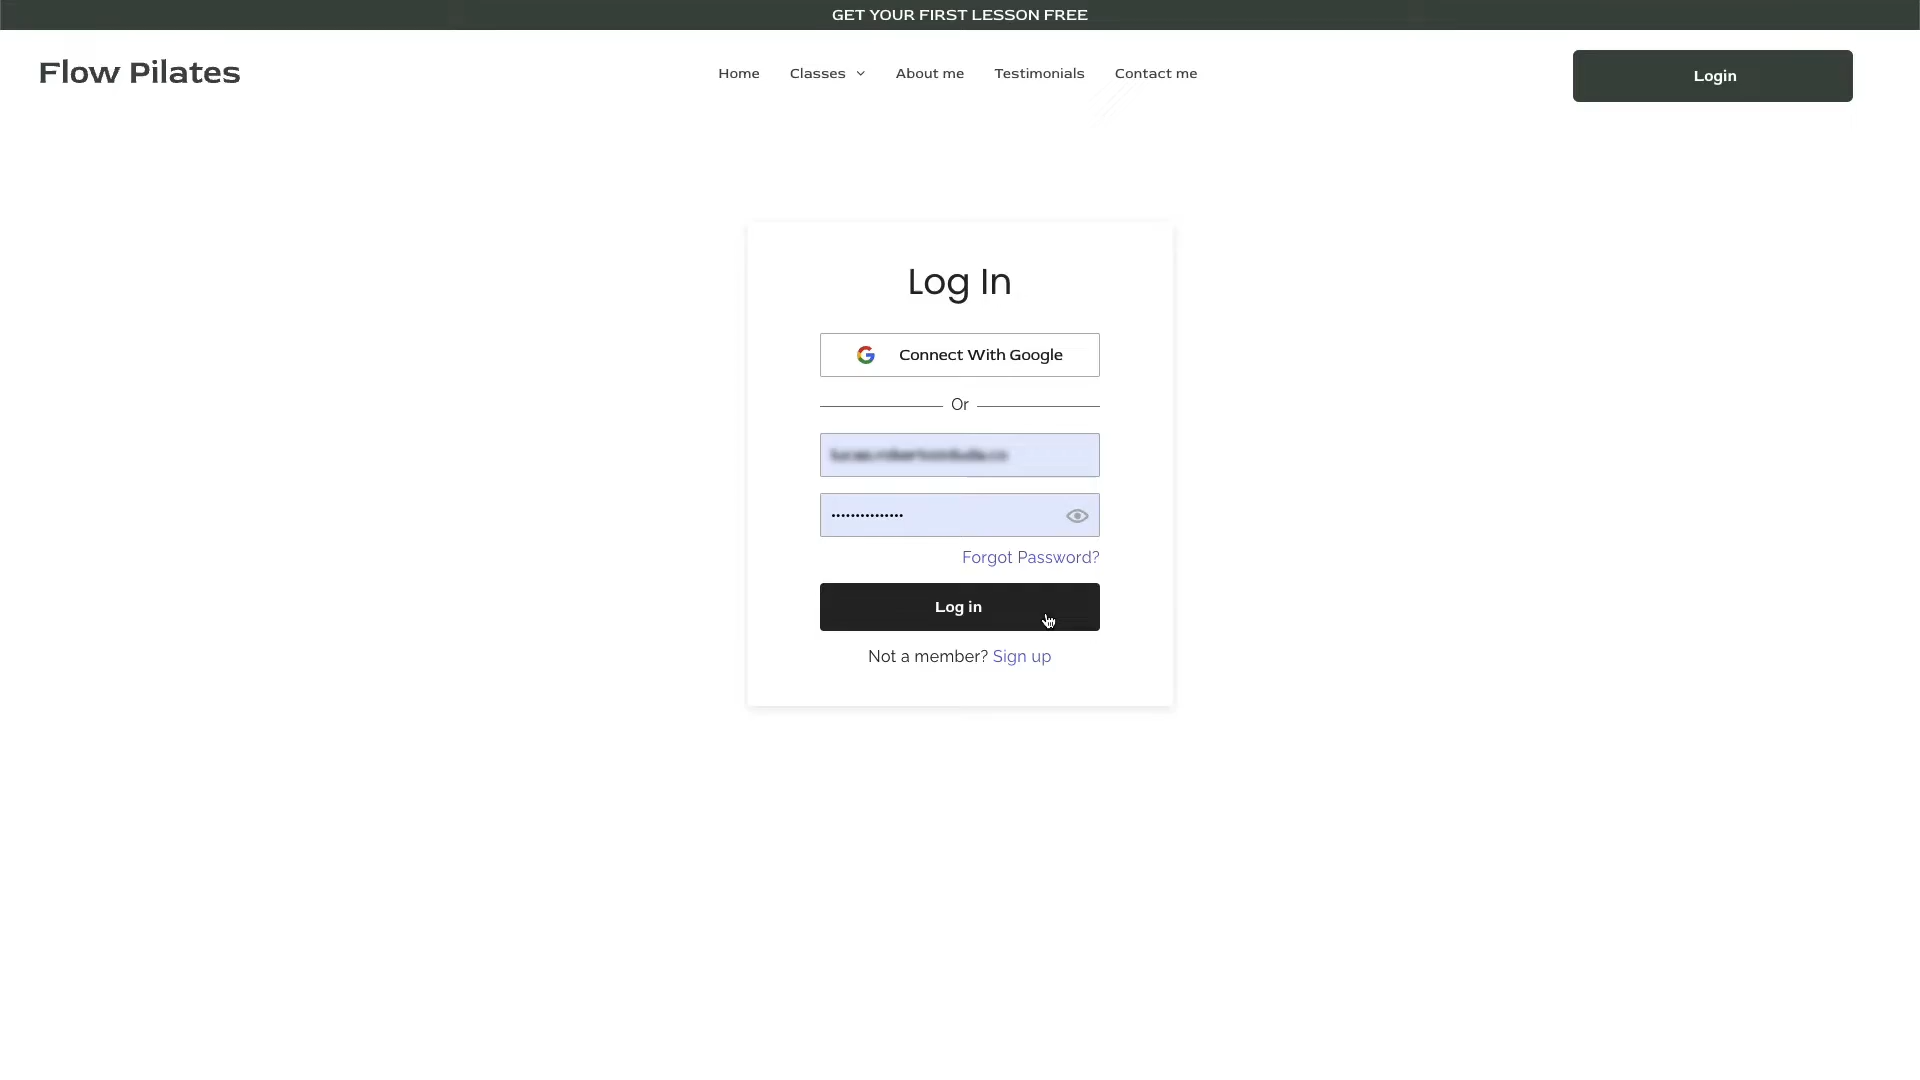 GET YOUR FIRST LESSON FREE
Flow Pilates
Home Classes About me Testimonials Contact me
Login
Log In
Connect With Google
Or
•••••••••••••••
Forgot Password?
Log in
Not a member? Sign up